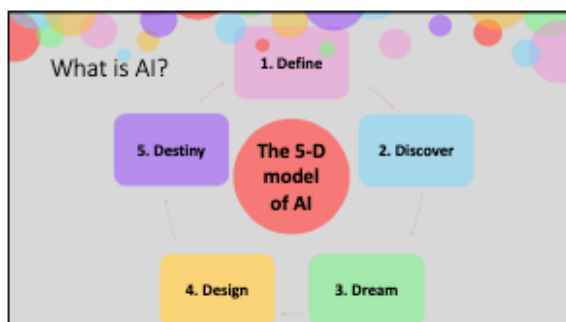 What is AI?
1. Define
2. Discover
3. Dream
4. Design
5. Destiny
The 5-D
model
of AI